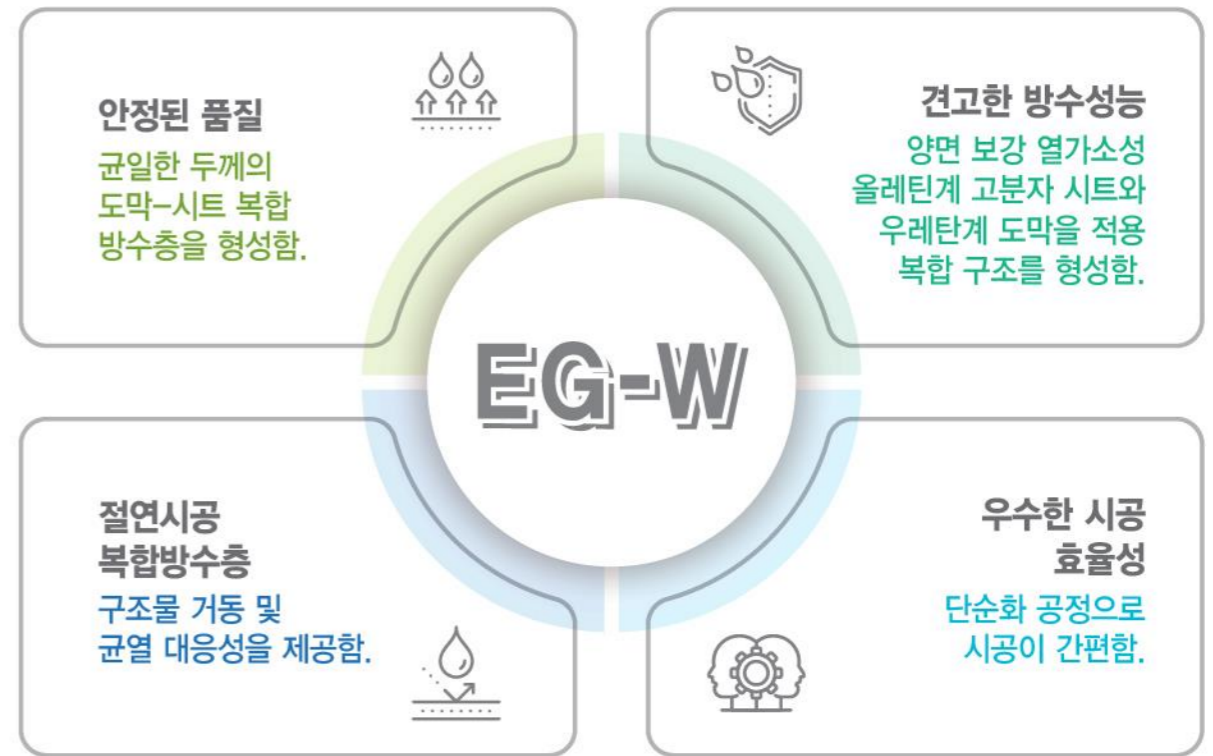 안정된 품질
균일한 두께의
도막-시트 복합
방수층을 형성함.
견고한 방수성능
양면 보강 열가소성
올레틴계 고분자 시트와
우레탄계 도막을 적용
복합 구조를 형성함.
EG-W
절연시공
복합방수층
구조물 거동 및
균열 대응성을 제공함.
우수한 시공
효율성
단순화 공정으로
시공이 간편함.